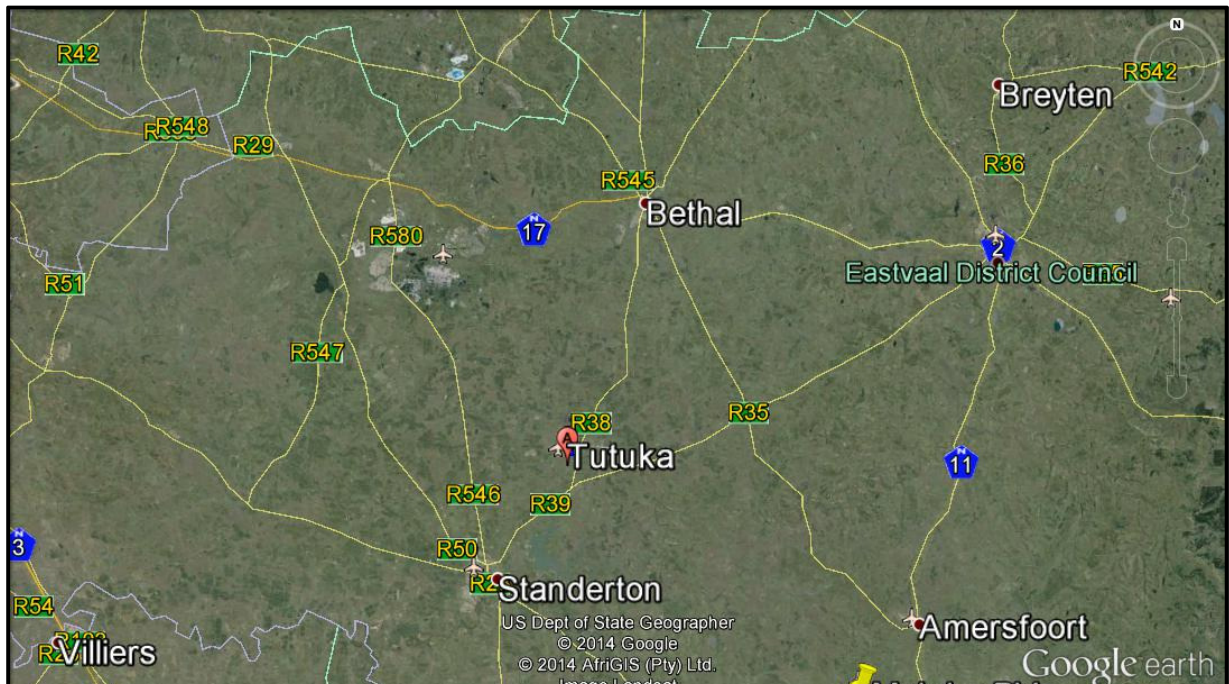 N
R42
R542
Breyten
R548
R29
R36
R545
Bethal
N
17
R580
N
2
Eastvaal District Council
R51
R547
R38
A
R35
Tutuka
N
11
R546
R39
N
3
R50
Standerton
R54
US Dept of State Geographer
© 2014 Google
© 2014 AfriGIS (Pty) Ltd.
Image Landsat
Amersfoort
Villiers
Google earth